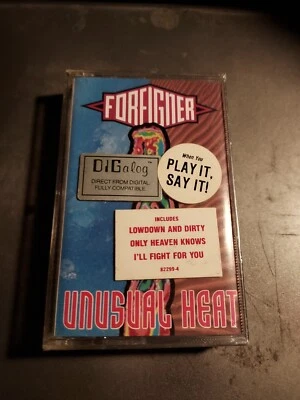 FOREIGNER
DIGalog™
DIRECT FROM DIGITAL,
FULLY COMPATIBLE.
WHEN YOU
PLAY IT,
SAY IT!
INCLUDES
LOWDOWN AND DIRTY
ONLY HEAVEN KNOWS
I'LL FIGHT FOR YOU
82299-4
UNUSUAL HEAT